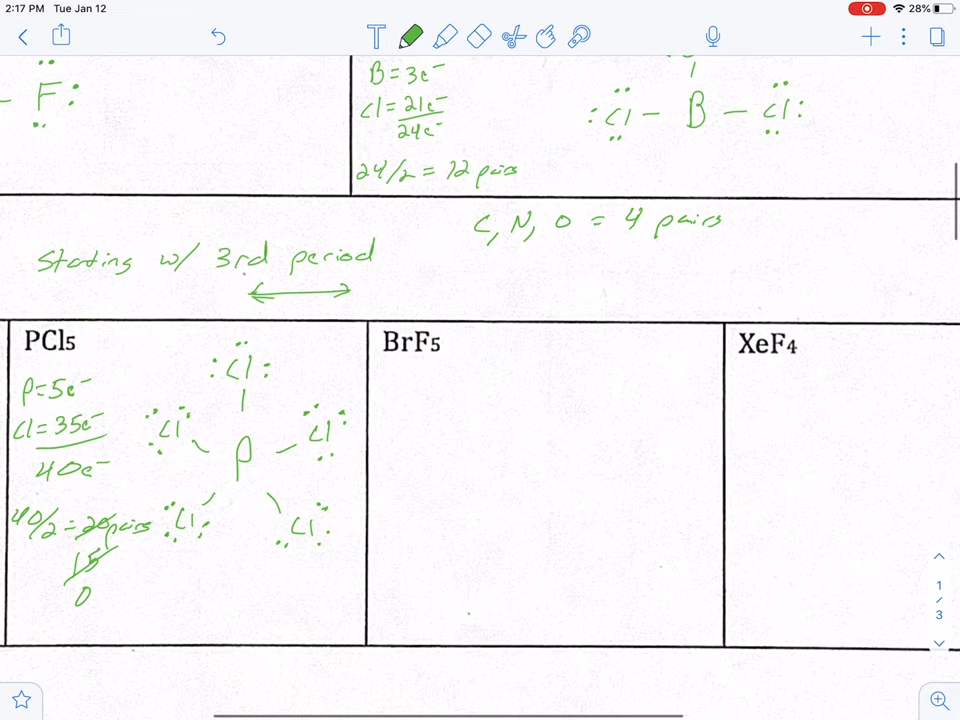 2:17 PM Tue Jan 12
28%
T
– F:
B = 3e⁻
Cl = 21e⁻
24e⁻
24/2 = 12 pairs
:Cl – B – Cl:
C, N, O = 4 pairs
Stating w/ 3rd period
PCl5
P=5e⁻
Cl = 35e⁻
40e⁻
40/2 = 20 pairs
15
0
:Cl:
Cl
P
Cl
Cl
Cl
BrF5
XeF4
1
/
3